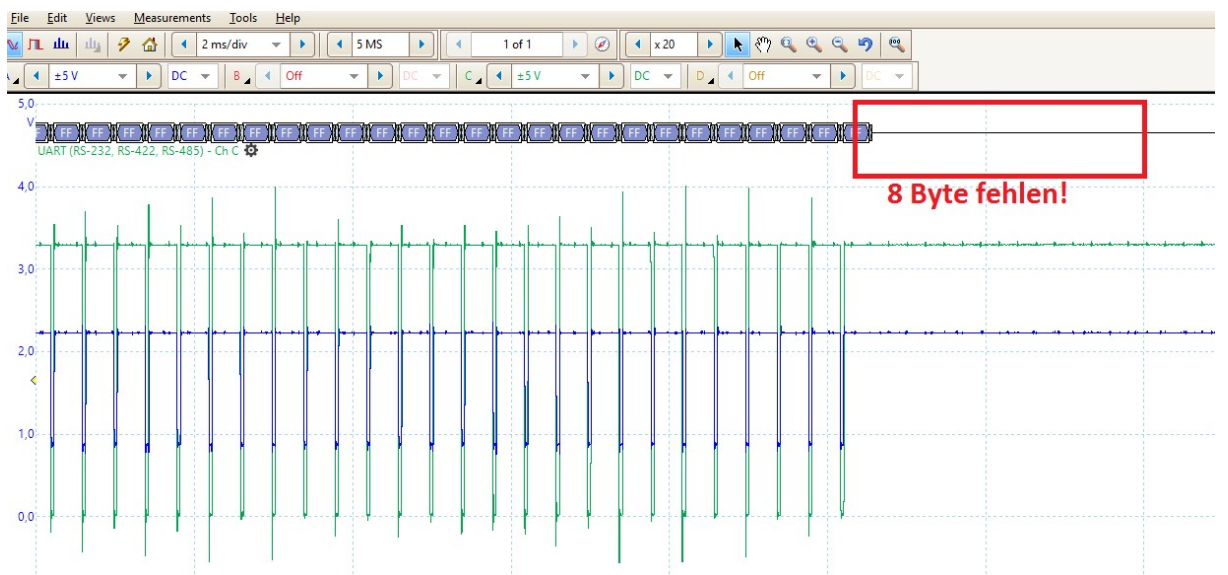 File Edit Views Measurements Tools Help
2 ms/div 5 MS 1 of 1 x 20
±5 V DC B Off DC C ±5 V DC D Off DC
5,0
V
FF FF FF FF FF FF FF FF FF FF FF FF FF FF FF FF FF FF FF FF FF FF FF FF FF FF
UART (RS-232, RS-422, RS-485) - Ch C
4,0
8 Byte fehlen!
3,0
2,0
1,0
0,0